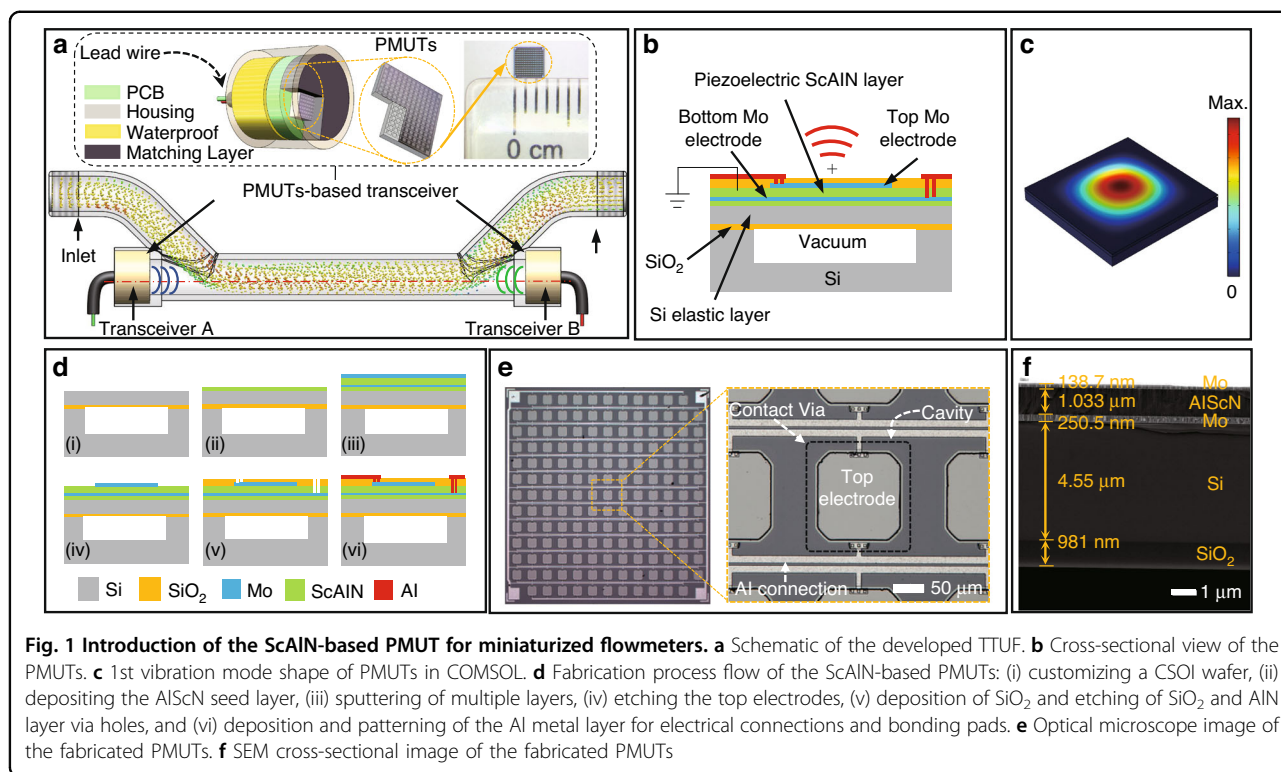 a
Lead wire
PMUTs
PCB
Housing
Waterproof
Matching Layer
0 cm
PMUTs-based transceiver
Inlet
Transceiver A
Transceiver B
b
Piezoelectric ScAlN layer
Bottom Mo
electrode
Top Mo
electrode
+
Vacuum
SiO2
Si
Si elastic layer
c
Max.
0
d
(i)
(ii)
(iii)
(iv)
(v)
(vi)
Si
SiO2
Mo
ScAlN
Al
e
Contact Via
Cavity
Top
electrode
Al connection
50 μm
f
138.7 nm
Mo
1.033 μm
AlScN
250.5 nm
Mo
4.55 μm
Si
981 nm
SiO2
1 μm
Fig. 1 Introduction of the ScAlN-based PMUT for miniaturized flowmeters. a Schematic of the developed TTUF. b Cross-sectional view of the
PMUTs. c 1st vibration mode shape of PMUTs in COMSOL. d Fabrication process flow of the ScAlN-based PMUTs: (i) customizing a CSOI wafer, (ii)
depositing the AlScN seed layer, (iii) sputtering of multiple layers, (iv) etching the top electrodes, (v) deposition of SiO2 and etching of SiO2 and AlN
layer via holes, and (vi) deposition and patterning of the Al metal layer for electrical connections and bonding pads. e Optical microscope image of
the fabricated PMUTs. f SEM cross-sectional image of the fabricated PMUTs